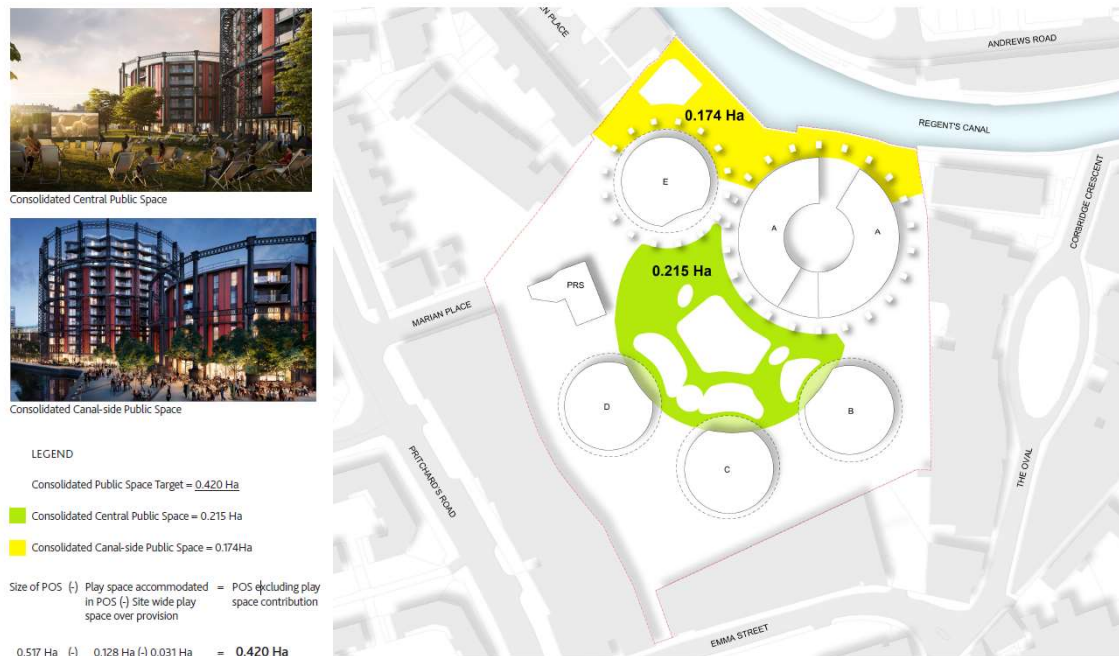 Consolidated Central Public Space
Consolidated Canal-side Public Space
LEGEND
Consolidated Public Space Target = 0.420 Ha
Consolidated Central Public Space = 0.215 Ha
Consolidated Canal-side Public Space = 0.174Ha
Size of POS (-) Play space accommodated = POS excluding play
in POS (-) Site wide play space contribution
space over provision
0.517 Ha (-) 0.128 Ha (-) 0.031 Ha = 0.420 Ha
PLACE
ANDREWS ROAD
0.174 Ha
REGENT'S CANAL
CORBRIDGE CRESCENT
E
A
A
0.215 Ha
PRS
MARIAN PLACE
D
B
C
PRITCHARD'S ROAD
THE OVAL
EMMA STREET